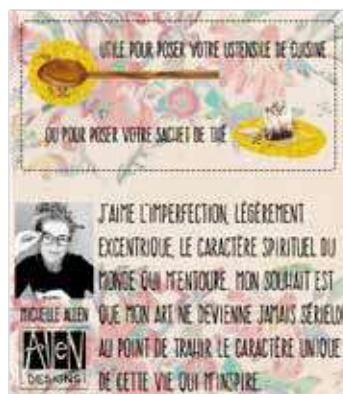 UTILE POUR POSER VOTRE USTENSILE DE CUISINE
OU POUR POSER VOTRE SACHET DE THÉ
J'AIME L'IMPERFECTION, LÉGÈREMENT
EXCENTRIQUE, LE CARACTÈRE SPIRITUEL DU
MONDE QUI M'ENTOURE. MON SOUHAIT EST
QUE MON ART NE DEVIENNE JAMAIS SÉRIEUX
AU POINT DE TRAHIR LE CARACTÈRE UNIQUE
DE CETTE VIE QUI M'INSPIRE.
MICHELLE ALLEN
AlleN
DESIGNS